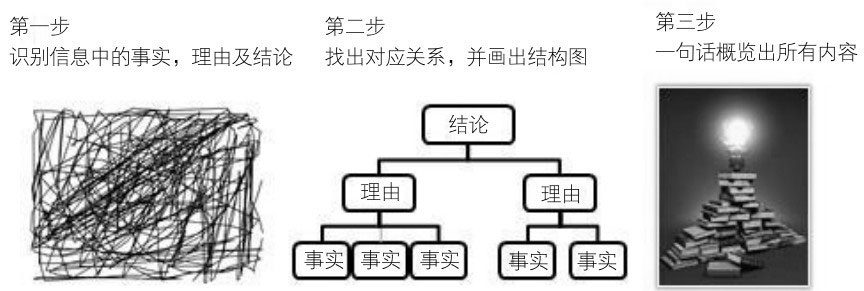 第一步
识别信息中的事实，理由及结论
第二步
找出对应关系，并画出结构图
结论
理由
理由
事实
事实
事实
事实
事实
第三步
一句话概览出所有内容